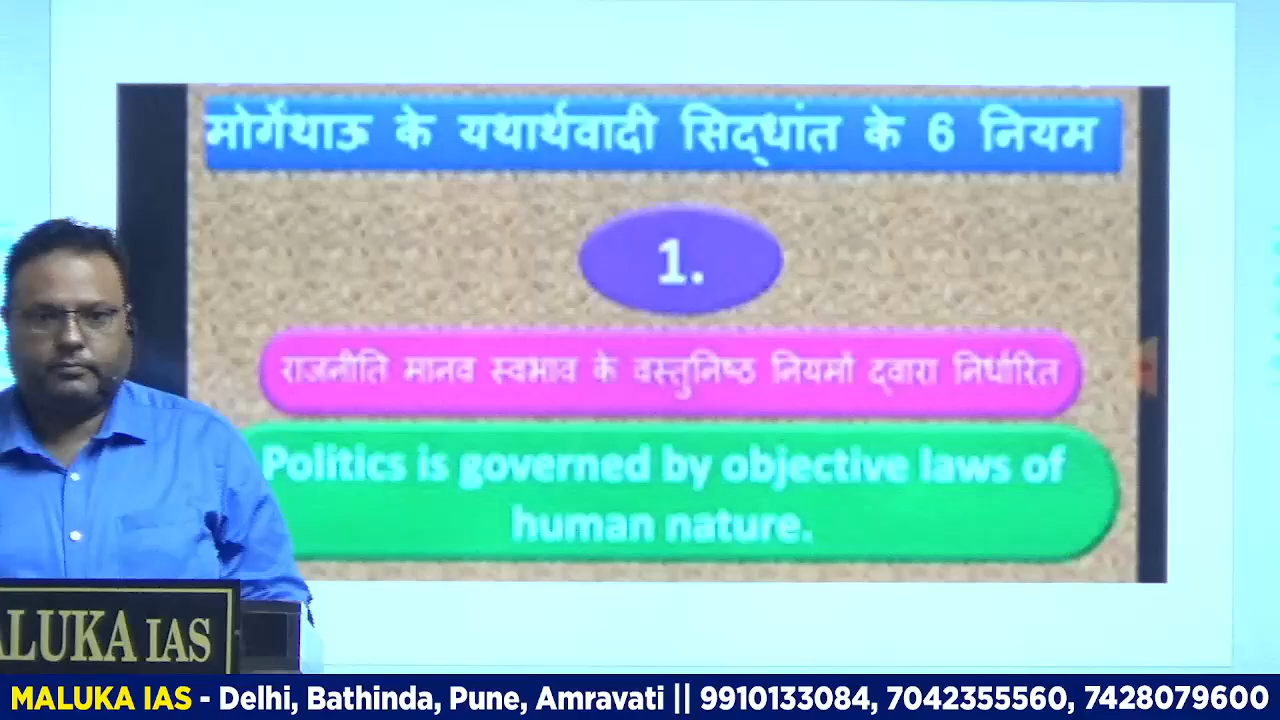 मोर्गेंथाऊ के यथार्थवादी सिद्धांत के 6 नियम
1.
राजनीति मानव स्वभाव के वस्तुनिष्ठ नियमों द्वारा निर्धारित
Politics is governed by objective laws of
human nature.
ALUKA IAS
MALUKA IAS - Delhi, Bathinda, Pune, Amravati || 9910133084, 7042355560, 7428079600